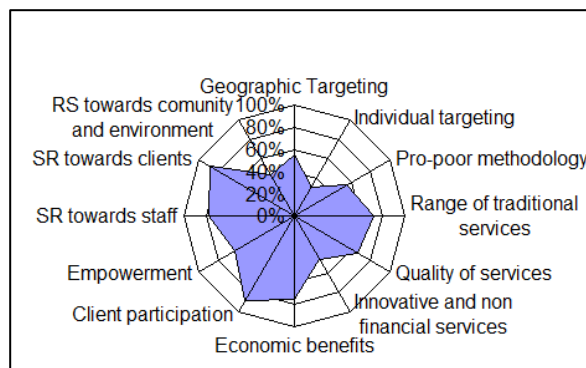 Geographic Targeting
100%
80%
60%
40%
20%
0%
Individual targeting
Pro-poor methodology
Range of traditional
services
Quality of services
Innovative and non
financial services
Economic benefits
Client participation
Empowerment
SR towards staff
SR towards clients
RS towards comunity
and environment